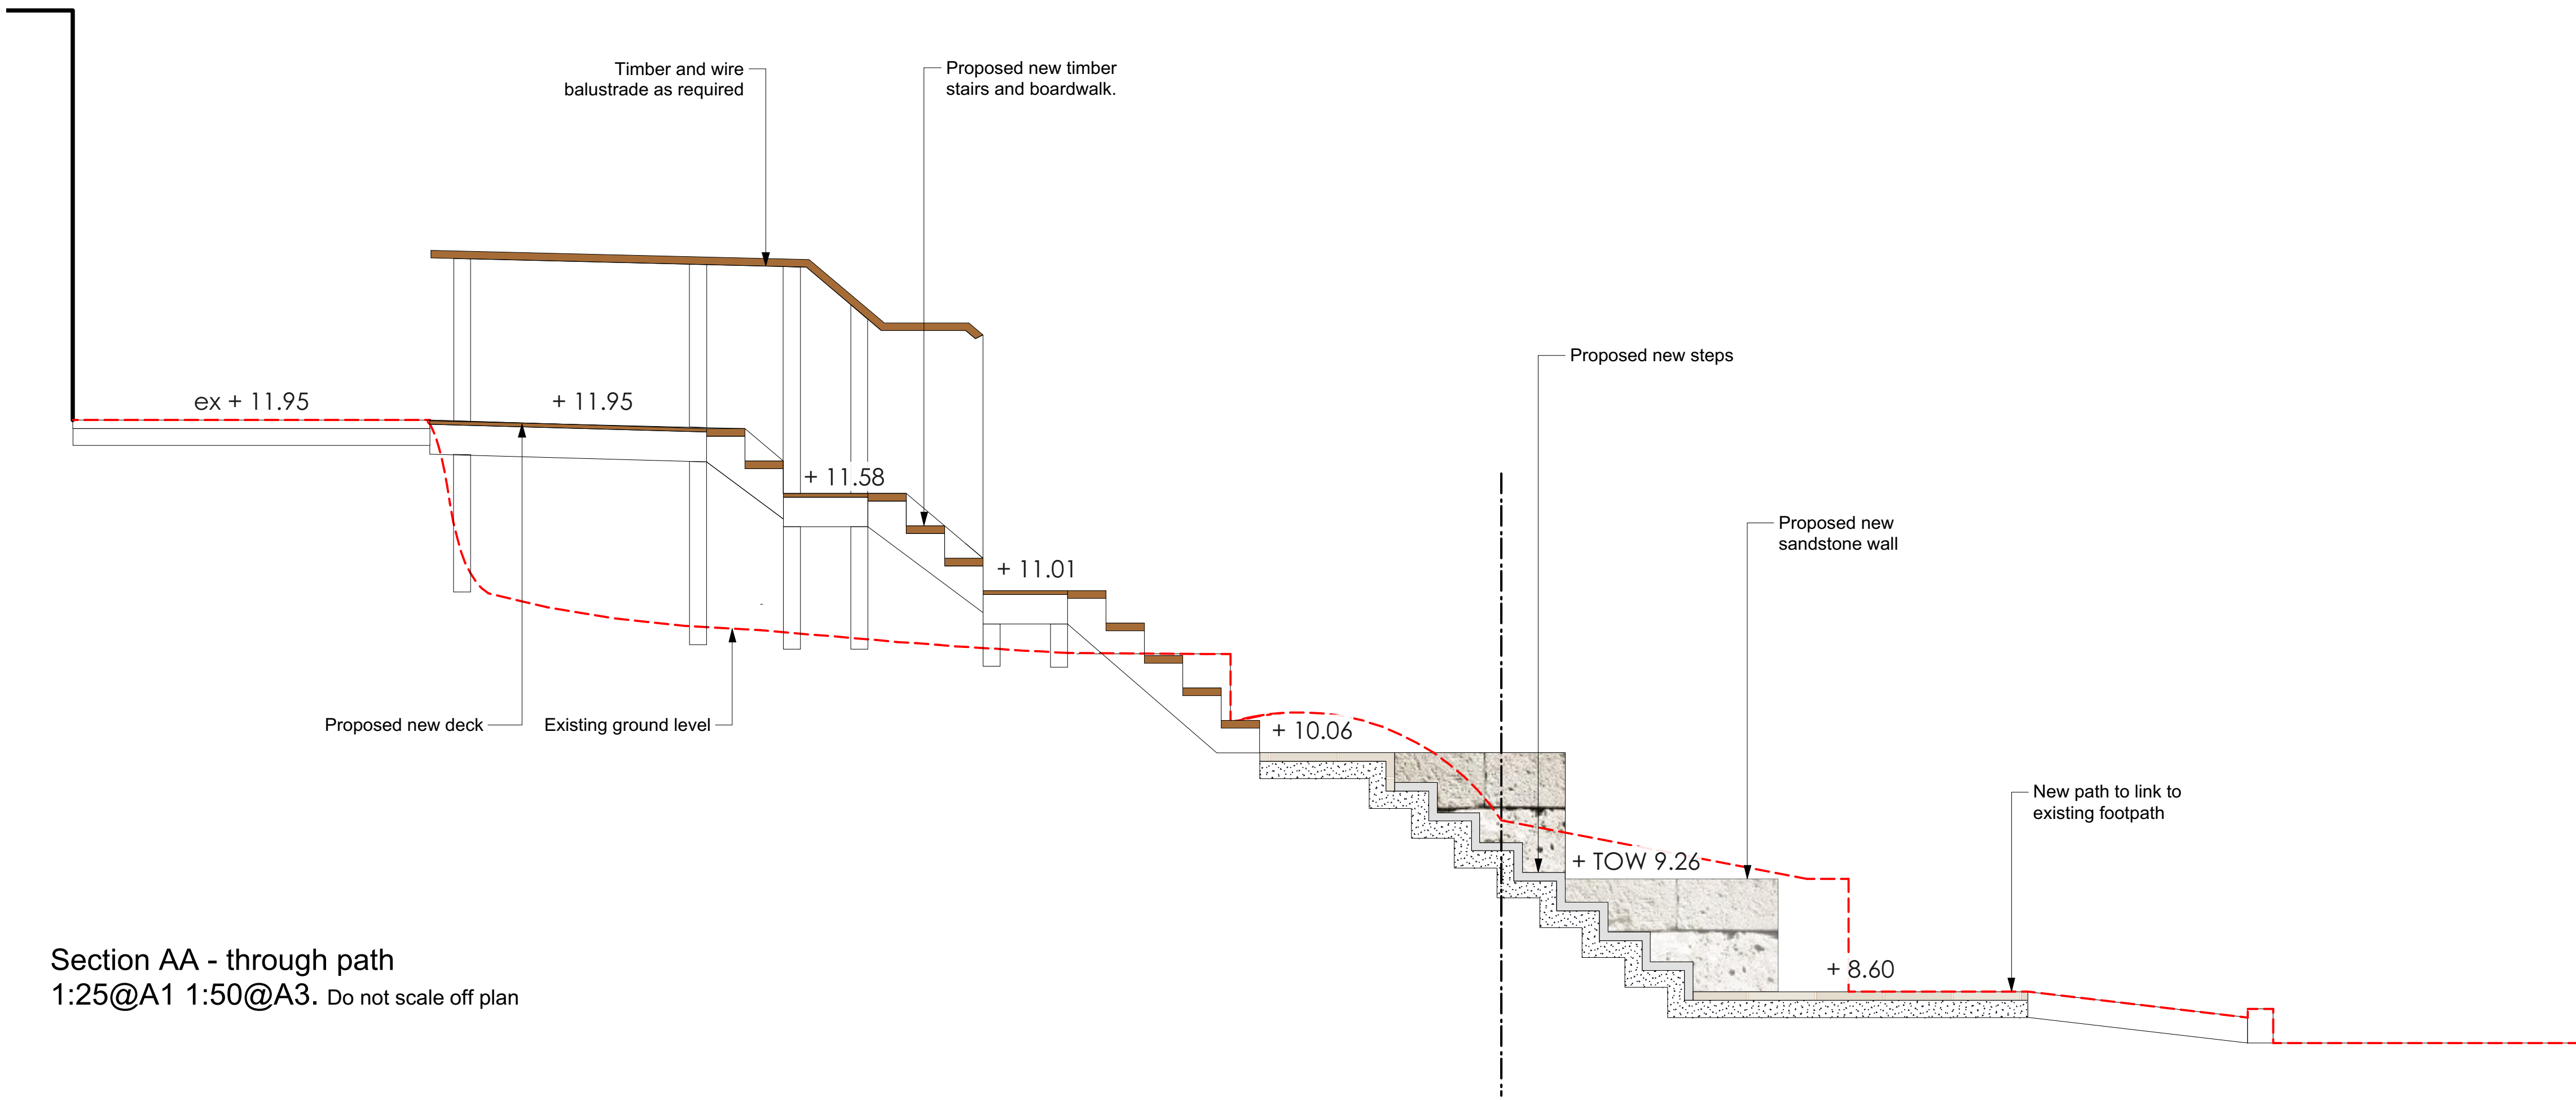 Timber and wire
balustrade as required
Proposed new timber
stairs and boardwalk.
Proposed new steps
ex + 11.95
+ 11.95
+ 11.58
Proposed new
sandstone wall
+ 11.01
Proposed new deck
Existing ground level
+ 10.06
New path to link to
existing footpath
+ TOW 9.26
+ 8.60
Section AA - through path
1:25@A1 1:50@A3. Do not scale off plan